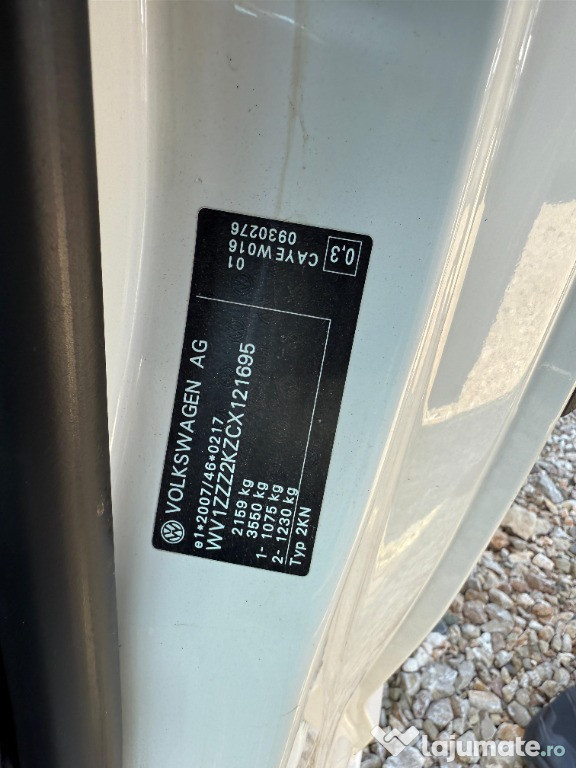 VOLKSWAGEN AG
e1*2007/46*0217
WV1ZZZ2KZCX121695
2159 kg
3550 kg
1- 1075 kg
2- 1230 kg
Typ 2KN
01
CAYE W016
0930276
0,3
lajumate.ro